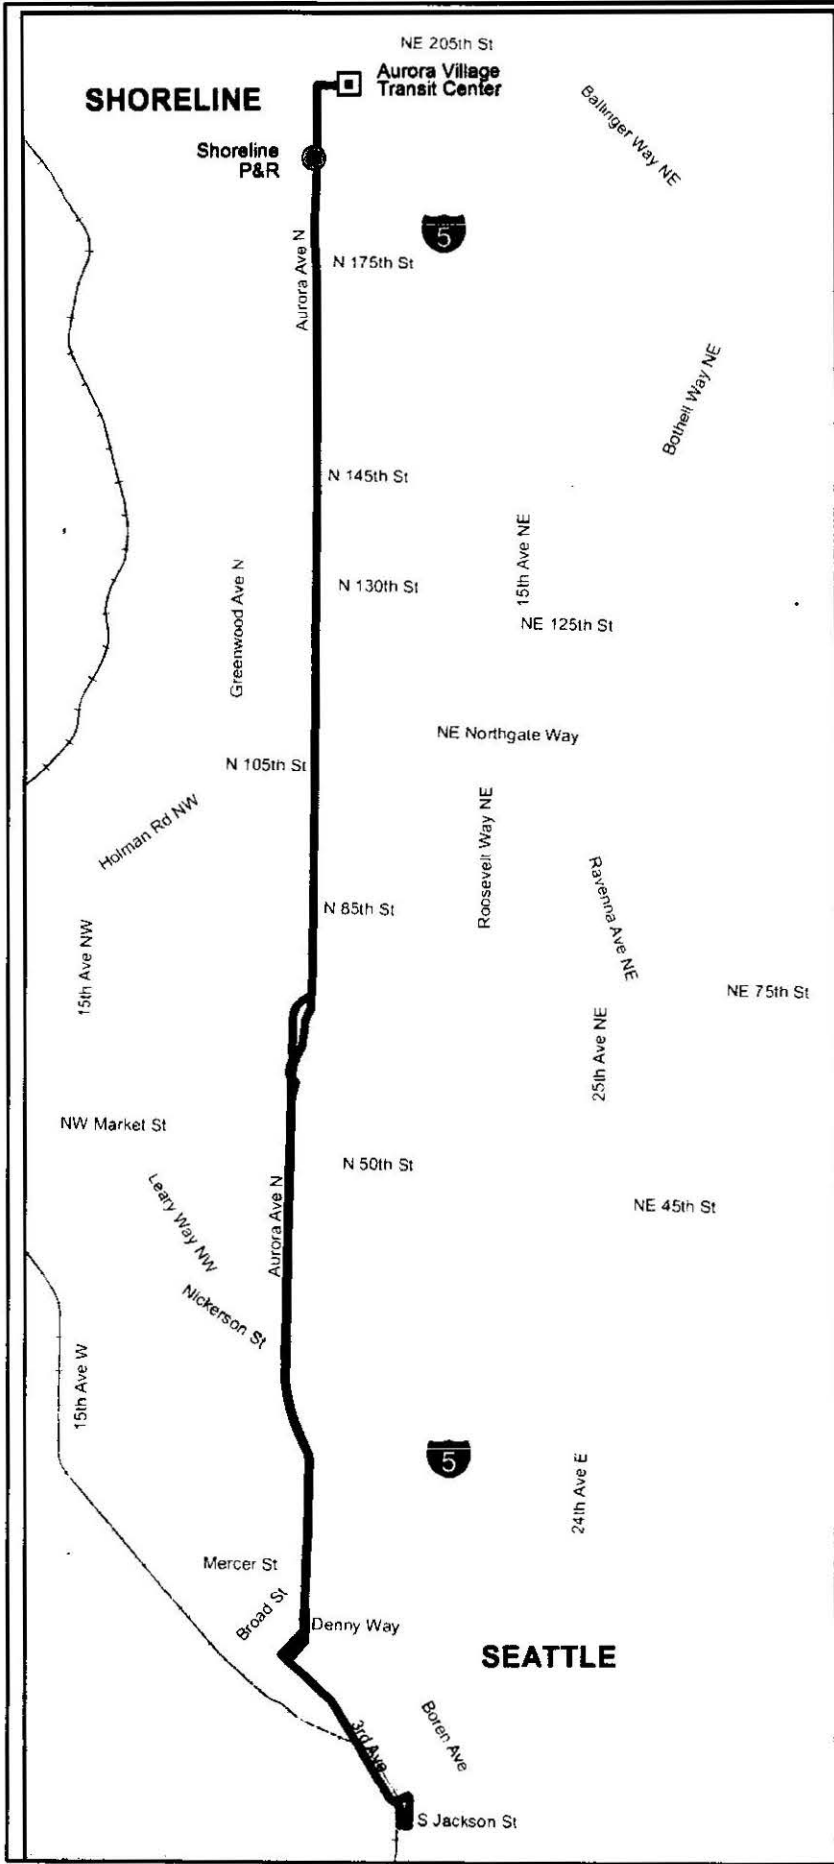 NE 205th St
Aurora Village
Transit Center
SHORELINE
Ballinger Way NE
Shoreline
P&R
5
Aurora Ave N
N 175th St
Bothell Way NE
N 145th St
15th Ave NE
Greenwood Ave N
N 130th St
NE 125th St
NE Northgate Way
N 105th St
Holman Rd NW
Roosevelt Way NE
Ravenna Ave NE
N 85th St
15th Ave NW
NE 75th St
25th Ave NE
NW Market St
N 50th St
Leary Way NW
Aurora Ave N
NE 45th St
Nickerson St
15th Ave W
5
24th Ave E
Mercer St
Broad St
Denny Way
SEATTLE
Boren Ave
3rd Ave
S Jackson St